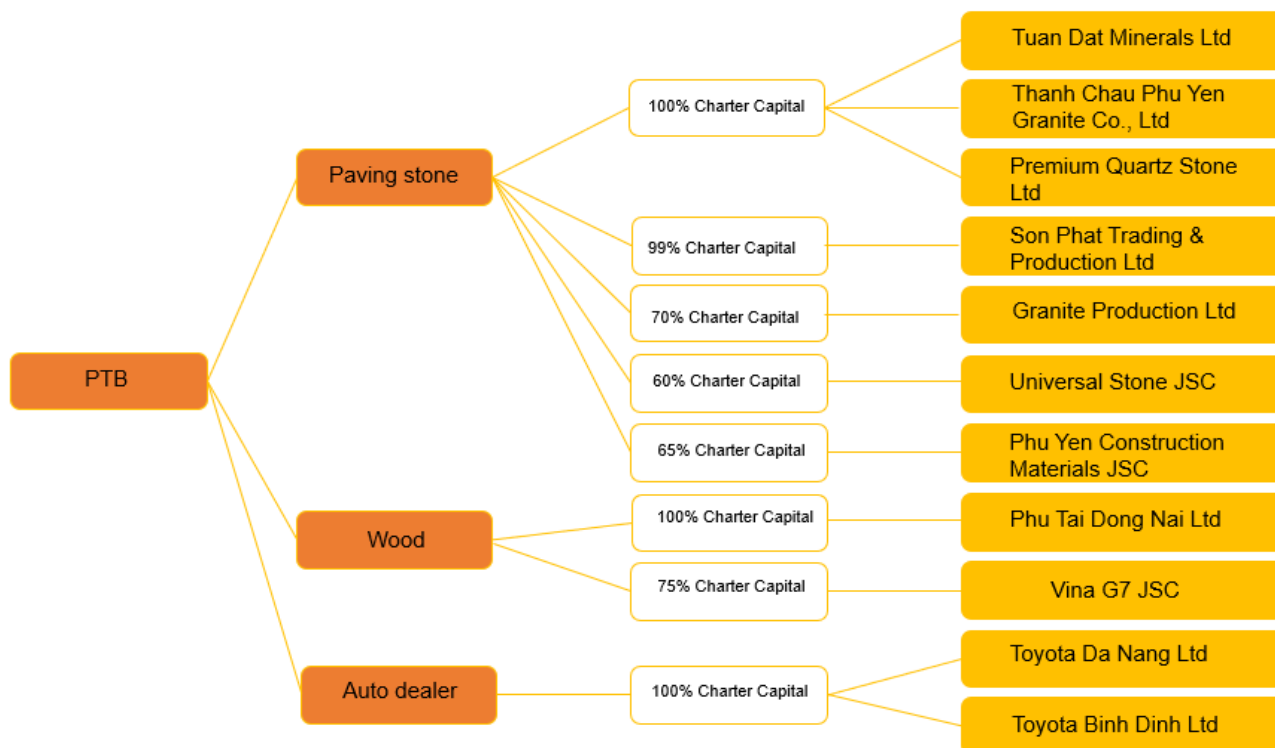 Tuan Dat Minerals Ltd
100% Charter Capital
Thanh Chau Phu Yen
Granite Co., Ltd
Paving stone
Premium Quartz Stone
Ltd
99% Charter Capital
Son Phat Trading &
Production Ltd
70% Charter Capital
Granite Production Ltd
PTB
60% Charter Capital
Universal Stone JSC
65% Charter Capital
Phu Yen Construction
Materials JSC
Wood
100% Charter Capital
Phu Tai Dong Nai Ltd
75% Charter Capital
Vina G7 JSC
Auto dealer
100% Charter Capital
Toyota Da Nang Ltd
Toyota Binh Dinh Ltd